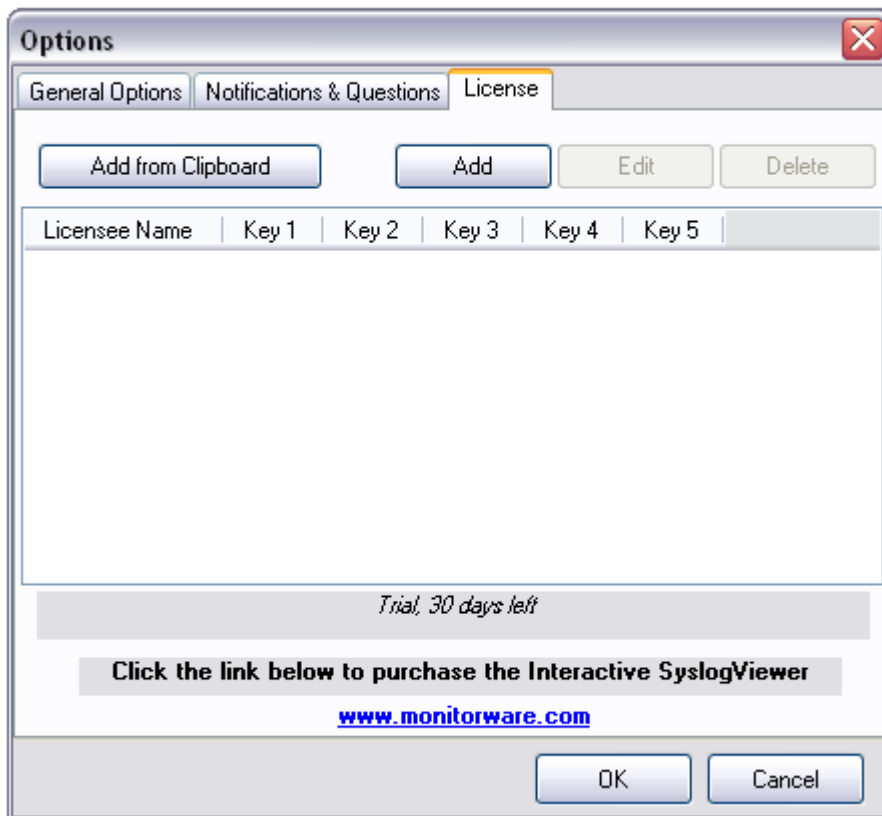 Options
General Options Notifications & Questions License
Add from Clipboard Add Edit Delete
Licensee Name Key 1 Key 2 Key 3 Key 4 Key 5
Trial, 30 days left
Click the link below to purchase the Interactive SyslogViewer
www.monitorware.com
OK Cancel